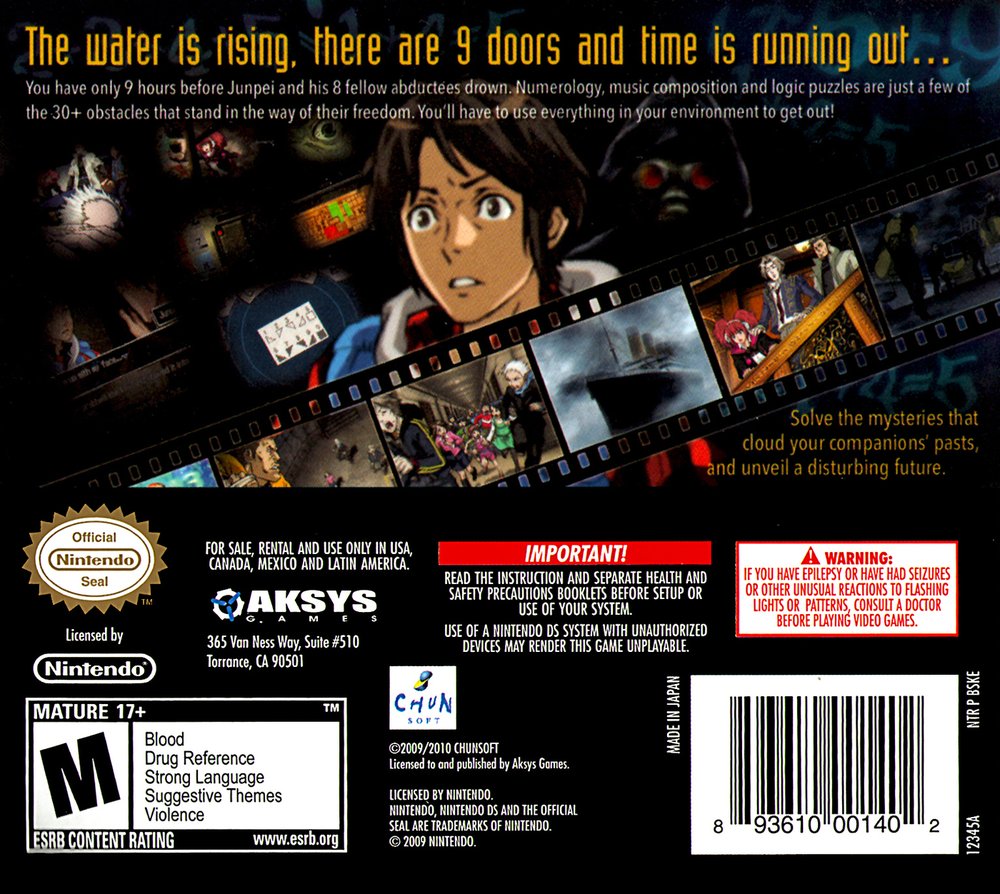 The water is rising, there are 9 doors and time is running out...
You have only 9 hours before Junpei and his 8 fellow abductees drown. Numerology, music composition and logic puzzles are just a few of
the 30+ obstacles that stand in the way of their freedom. You'll have to use everything in your environment to get out!
Solve the mysteries that
cloud your companions' pasts,
and unveil a disturbing future.
Official
Nintendo
Seal
TM
Licensed by
Nintendo®
FOR SALE, RENTAL AND USE ONLY IN USA,
CANADA, MEXICO AND LATIN AMERICA.
AKSYS
GAMES
365 Van Ness Way, Suite #510
Torrance, CA 90501
IMPORTANT!
READ THE INSTRUCTION AND SEPARATE HEALTH AND
SAFETY PRECAUTIONS BOOKLETS BEFORE SETUP OR
USE OF YOUR SYSTEM.
USE OF A NINTENDO DS SYSTEM WITH UNAUTHORIZED
DEVICES MAY RENDER THIS GAME UNPLAYABLE.
WARNING:
IF YOU HAVE EPILEPSY OR HAVE HAD SEIZURES
OR OTHER UNUSUAL REACTIONS TO FLASHING
LIGHTS OR PATTERNS, CONSULT A DOCTOR
BEFORE PLAYING VIDEO GAMES.
MATURE 17+
TM
M
Blood
Drug Reference
Strong Language
Suggestive Themes
Violence
ESRB CONTENT RATING
www.esrb.org
CHUN
SOFT
©2009/2010 CHUNSOFT
Licensed to and published by Aksys Games.
LICENSED BY NINTENDO.
NINTENDO, NINTENDO DS AND THE OFFICIAL
SEAL ARE TRADEMARKS OF NINTENDO.
© 2009 NINTENDO.
MADE IN JAPAN
NTR P BSKE
8 93610 00140 2
12345A